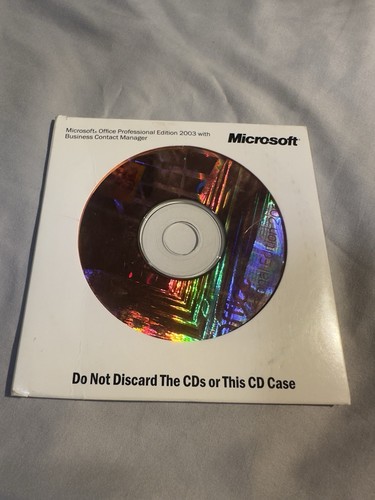 Microsoft® Office Professional Edition 2003 with
Business Contact Manager
Microsoft®
Do Not Discard The CDs or This CD Case